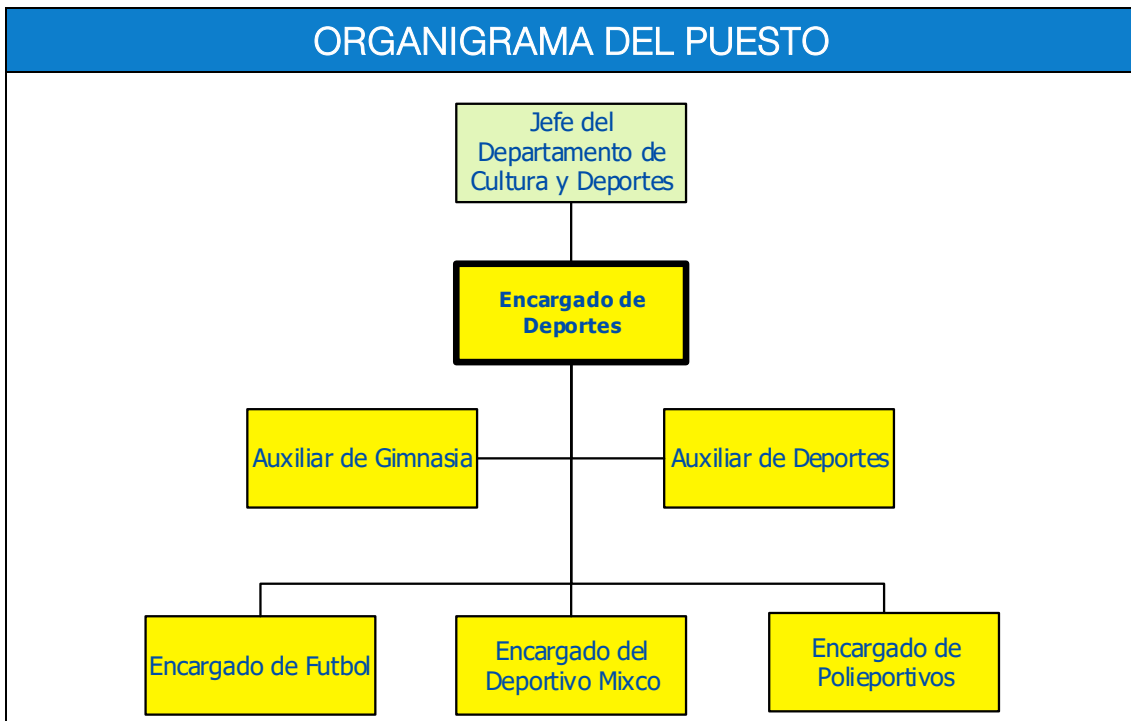 ORGANIGRAMA DEL PUESTO
Jefe del
Departamento de
Cultura y Deportes
Encargado de
Deportes
Auxiliar de Gimnasia
Auxiliar de Deportes
Encargado de Futbol
Encargado del
Deportivo Mixco
Encargado de
Polieportivos